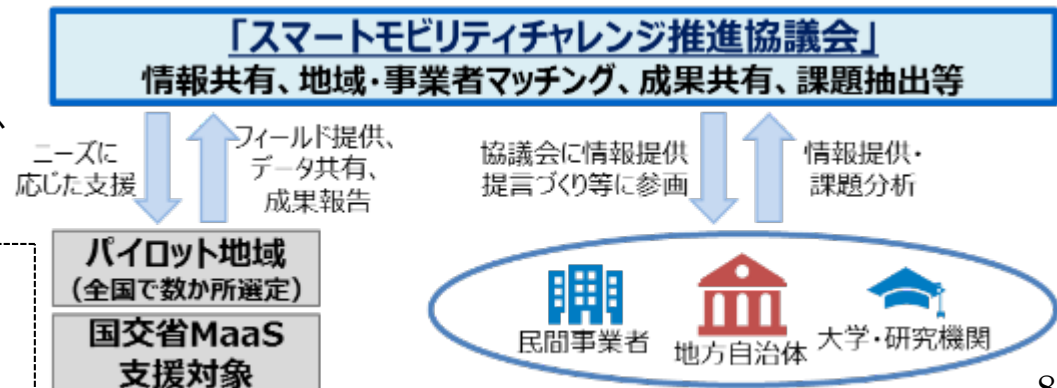 「スマートモビリティチャレンジ推進協議会」
情報共有、地域・事業者マッチング、成果共有、課題抽出等
、
ニーズに
応じた支援
フィールド提供、
データ共有、
成果報告
協議会に情報提供
提言づくり等に参画
情報提供・
課題分析
パイロット地域
（全国で数か所選定）
国交省MaaS
支援対象
民間事業者
地方自治体
大学・研究機関
8